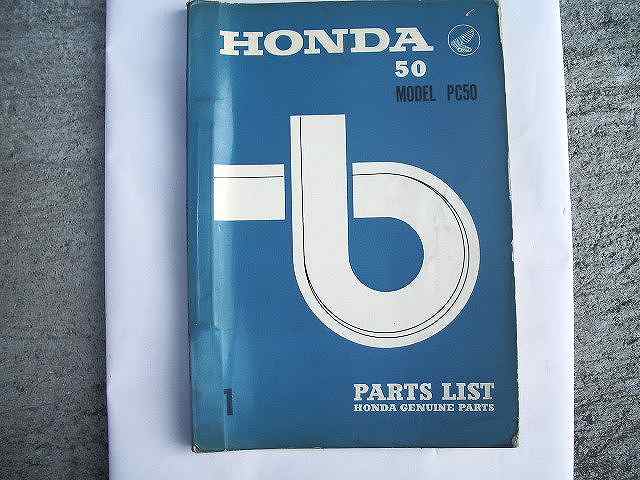 HONDA
50
MODEL PC50
b
1
PARTS LIST
HONDA GENUINE PARTS